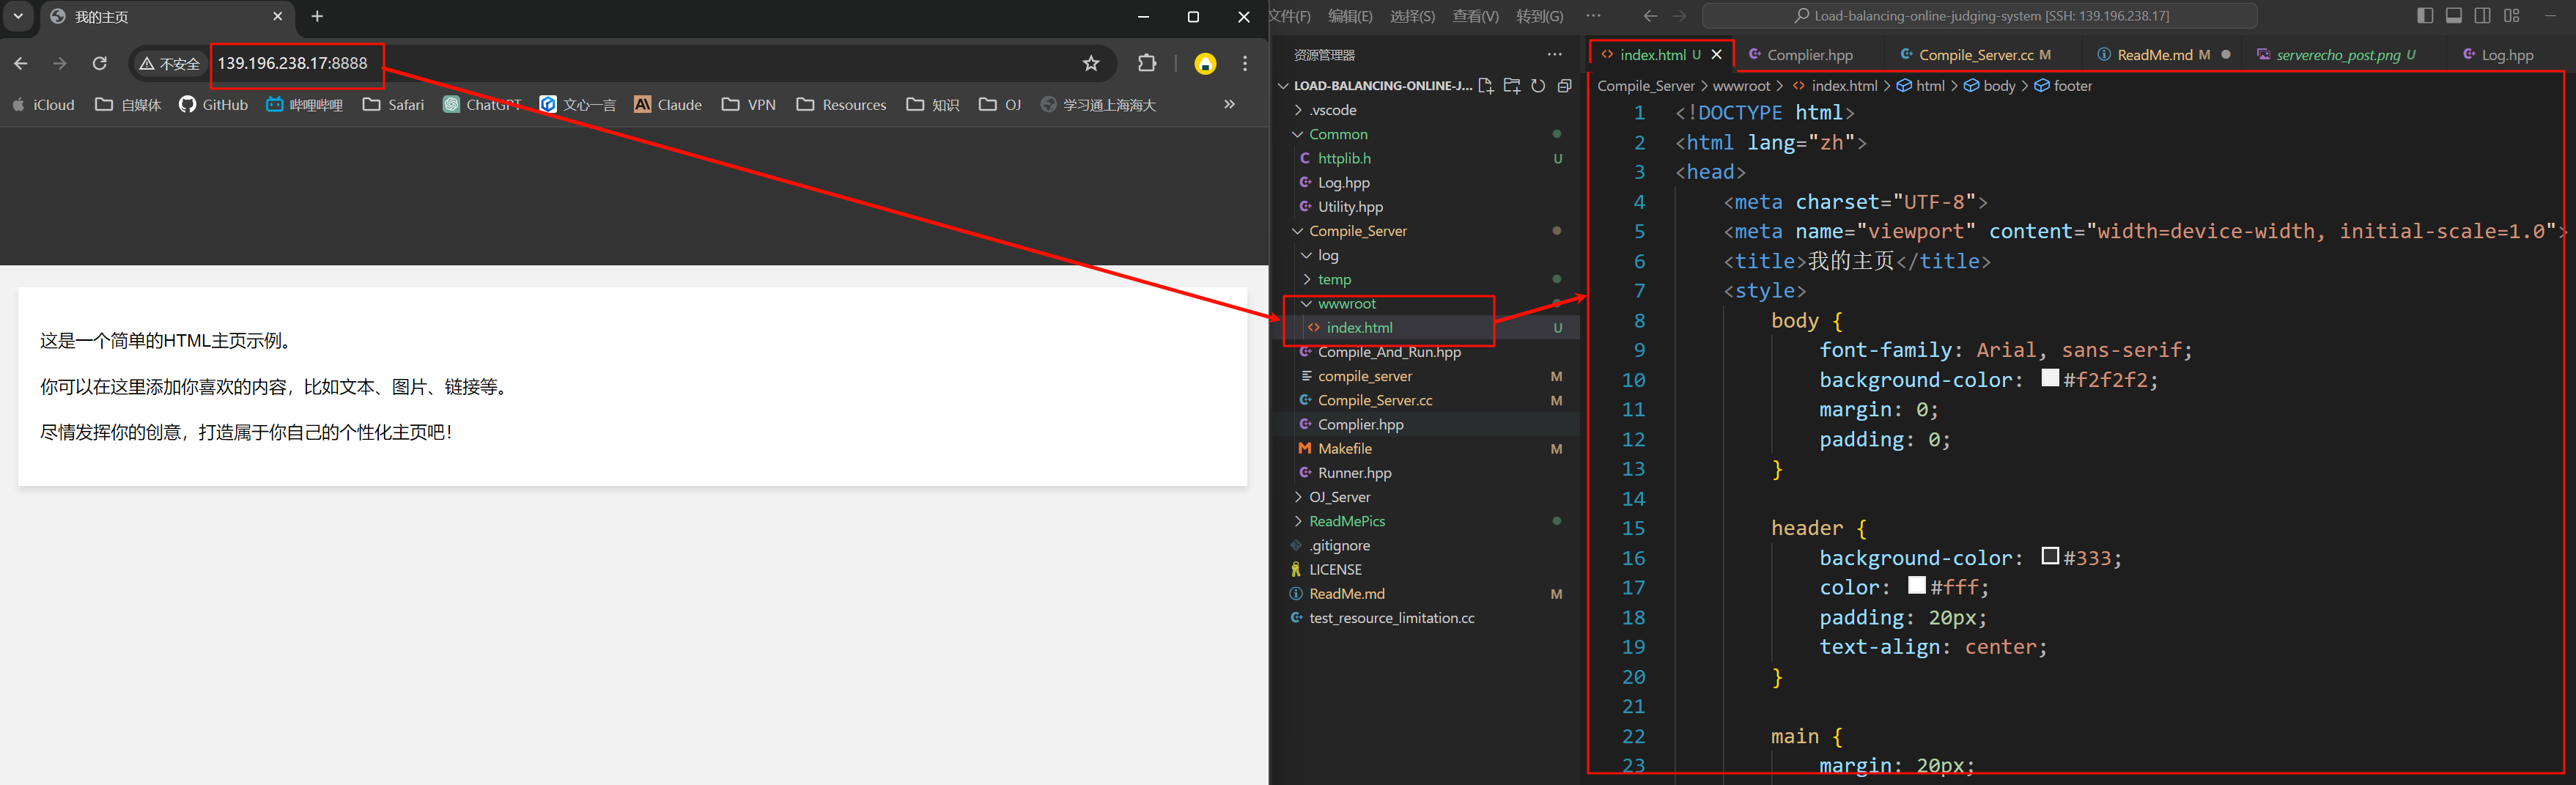 我的主页
不安全 139.196.238.17:8888
iCloud 自媒体 GitHub 哔哩哔哩 Safari ChatGPT 文心一言 Claude VPN Resources 知识 OJ 学习通上海海大 »
这是一个简单的HTML主页示例。
你可以在这里添加你喜欢的内容，比如文本、图片、链接等。
尽情发挥你的创意，打造属于你自己的个性化主页吧！
文件(F) 编辑(E) 选择(S) 查看(V) 转到(G) ··· Load-balancing-online-judging-system [SSH: 139.196.238.17]
资源管理器 ···
LOAD-BALANCING-ONLINE-J...
.vscode
Common
httplib.h U
Log.hpp
Utility.hpp
Compile_Server
log
temp
wwwroot
index.html U
Compile_And_Run.hpp
compile_server M
Compile_Server.cc M
Complier.hpp
Makefile M
Runner.hpp
OJ_Server
ReadMePics
.gitignore
LICENSE
ReadMe.md M
test_resource_limitation.cc
index.html U Complier.hpp Compile_Server.cc M ReadMe.md M serverecho_post.png U Log.hpp
Compile_Server > wwwroot > index.html > html > body > footer
1 <!DOCTYPE html>
2 <html lang="zh">
3 <head>
4 <meta charset="UTF-8">
5 <meta name="viewport" content="width=device-width, initial-scale=1.0">
6 <title>我的主页</title>
7 <style>
8 body {
9 font-family: Arial, sans-serif;
10 background-color: #f2f2f2;
11 margin: 0;
12 padding: 0;
13 }
14
15 header {
16 background-color: #333;
17 color: #fff;
18 padding: 20px;
19 text-align: center;
20 }
21
22 main {
23 margin: 20px;